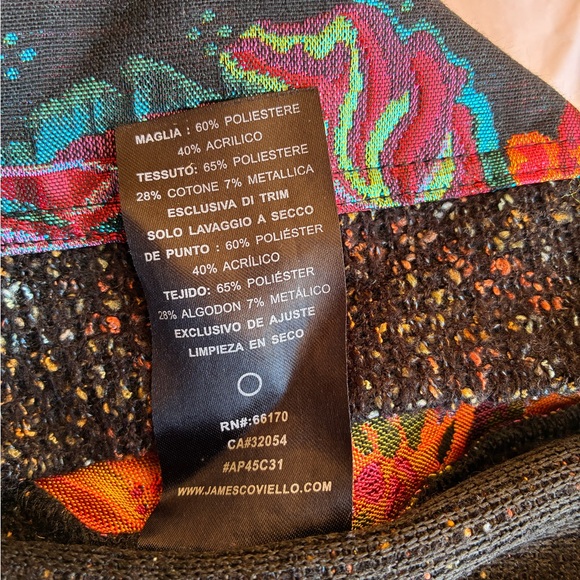 MAGLIA : 60% POLIESTERE
40% ACRILICO
TESSUTÓ: 65% POLIESTERE
28% COTONE 7% METALLICA
ESCLUSIVA DI TRIM
SOLO LAVAGGIO A SECCO
DE PUNTO : 60% POLIÉSTER
40% ACRÍLICO
TEJIDO: 65% POLIÉSTER
28% ALGODON 7% METÁLICO
EXCLUSIVO DE AJUSTE
LIMPIEZA EN SECO
RN#:66170
CA#32054
#AP45C31
WWW.JAMESCOVIELLO.COM